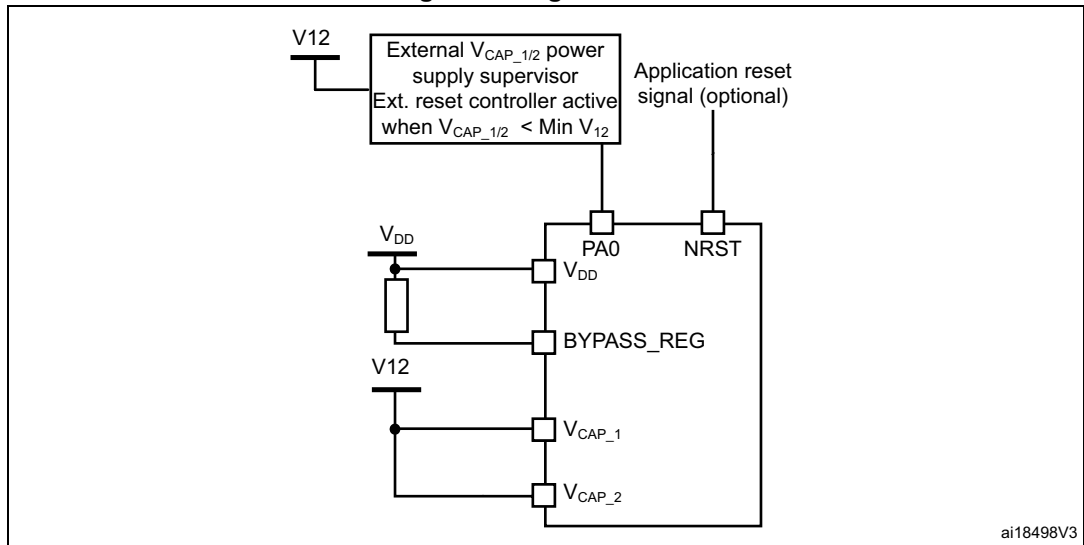 V12
External VCAP_1/2 power
supply supervisor
Ext. reset controller active
when VCAP_1/2 < Min V12
Application reset
signal (optional)
PA0
NRST
VDD
VDD
BYPASS_REG
V12
VCAP_1
VCAP_2
ai18498V3